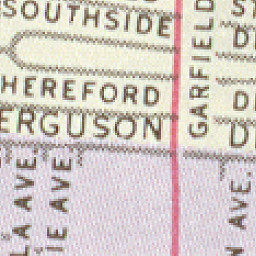 SOUTHSIDE
HEREFORD
ERGUSON
GARFIELD
LA AVE.
IE AVE.
N AVE.